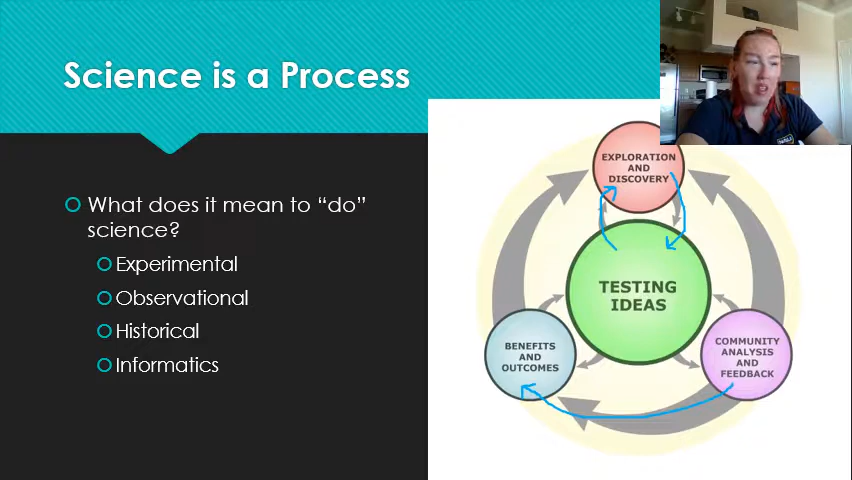 Science is a Process
What does it mean to “do”
science?
Experimental
Observational
Historical
Informatics
EXPLORATION
AND
DISCOVERY
TESTING
IDEAS
BENEFITS
AND
OUTCOMES
COMMUNITY
ANALYSIS
AND
FEEDBACK